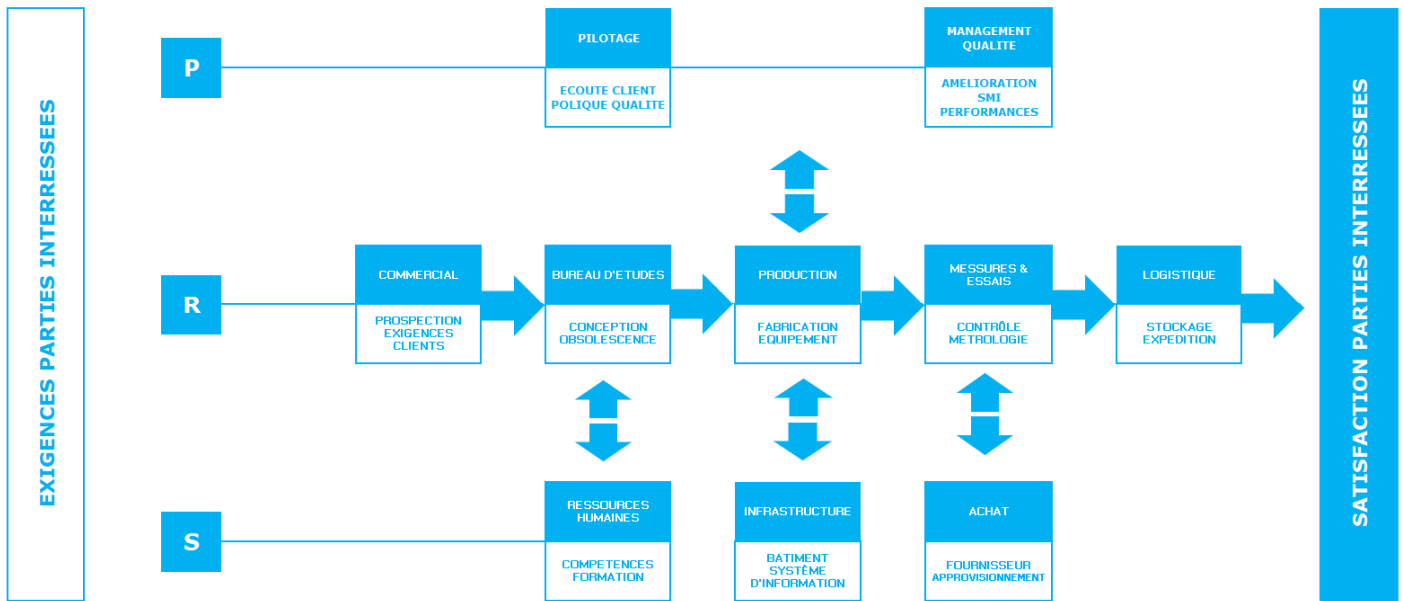 EXIGENCES PARTIES INTERRESSEES
P
PILOTAGE
ECOUTE CLIENT
POLIQUE QUALITE
MANAGEMENT
QUALITE
AMELIORATION
SMI
PERFORMANCES
R
COMMERCIAL
PROSPECTION
EXIGENCES
CLIENTS
BUREAU D'ETUDES
CONCEPTION
OBSOLESCENCE
PRODUCTION
FABRICATION
EQUIPEMENT
MESSURES &
ESSAIS
CONTRÔLE
METROLOGIE
LOGISTIQUE
STOCKAGE
EXPEDITION
S
RESSOURCES
HUMAINES
COMPETENCES
FORMATION
INFRASTRUCTURE
BATIMENT
SYSTÈME
D'INFORMATION
ACHAT
FOURNISSEUR
APPROVISIONNEMENT
SATISFACTION PARTIES INTERRESSEES